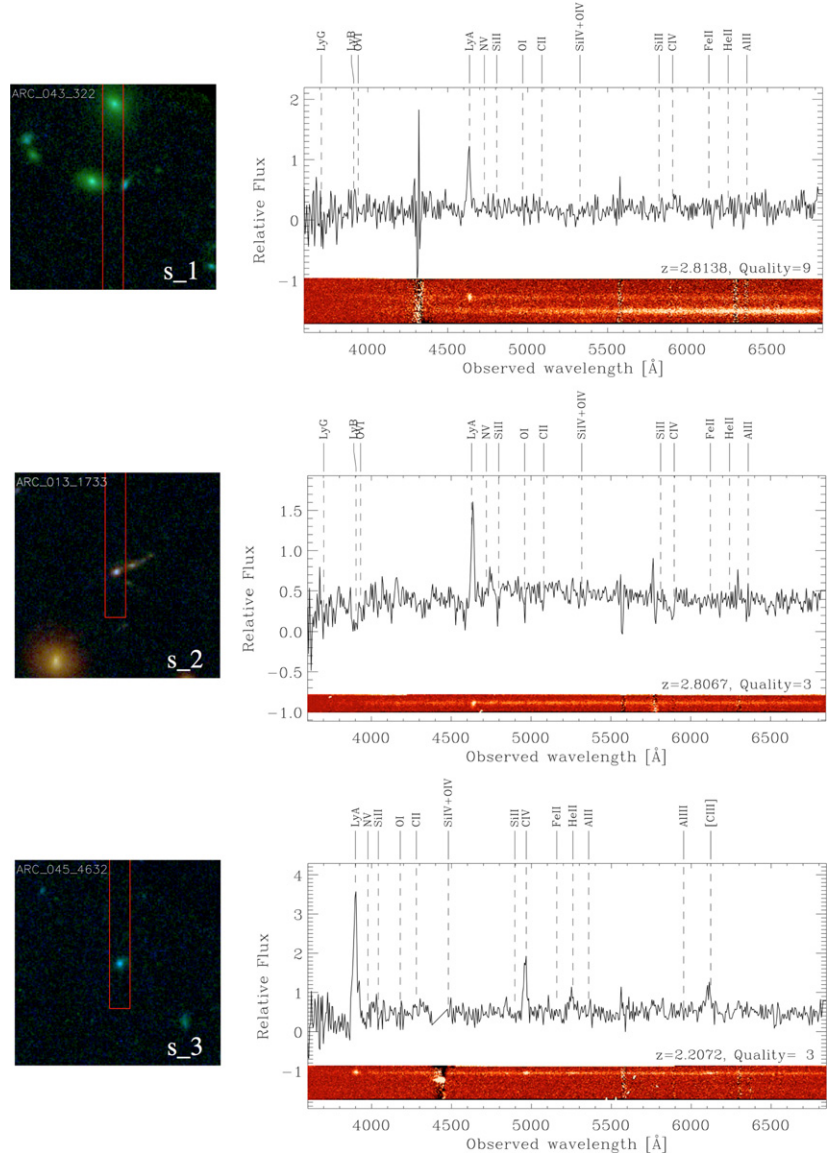 LyG LyB OVI LyA NV SiII OI CII SiIV+OIV SiII CIV FeII HeII AlII
ARC_043_322
s_1
2
1
0
-1
Relative Flux
z=2.8138, Quality=9
4000 4500 5000 5500 6000 6500
Observed wavelength [Å]
LyG LyB OVI LyA NV SiII OI CII SiIV+OIV SiII CIV FeII HeII AlII
ARC_013_1733
s_2
1.5
1.0
0.5
0.0
-0.5
-1.0
Relative Flux
z=2.8067, Quality=3
4000 4500 5000 5500 6000 6500
Observed wavelength [Å]
LyA NV SiII OI CII SiIV+OIV SiII CIV FeII HeII AlII AlIII [CIII]
ARC_045_4632
s_3
4
3
2
1
0
-1
Relative Flux
z=2.2072, Quality= 3
4000 4500 5000 5500 6000 6500
Observed wavelength [Å]